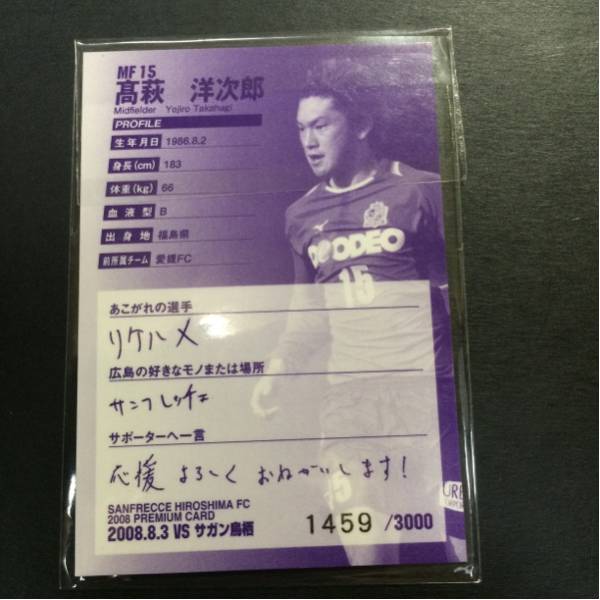 MF 15
髙萩 洋次郎
Midfielder Yojiro Takahagi
PROFILE
生年月日 1986.8.2
身長(cm) 183
体重(kg) 66
血液型 B
出身地 福島県
前所属チーム 愛媛FC
DEODEO
15
あこがれの選手
リケルメ
広島の好きなモノまたは場所
サンフレッチェ
サポーターへ一言
応援 よろしく おねがいします!
SANFRECCE HIROSHIMA FC
2008 PREMIUM CARD
2008.8.3 VS サガン鳥栖
1459 /3000
15